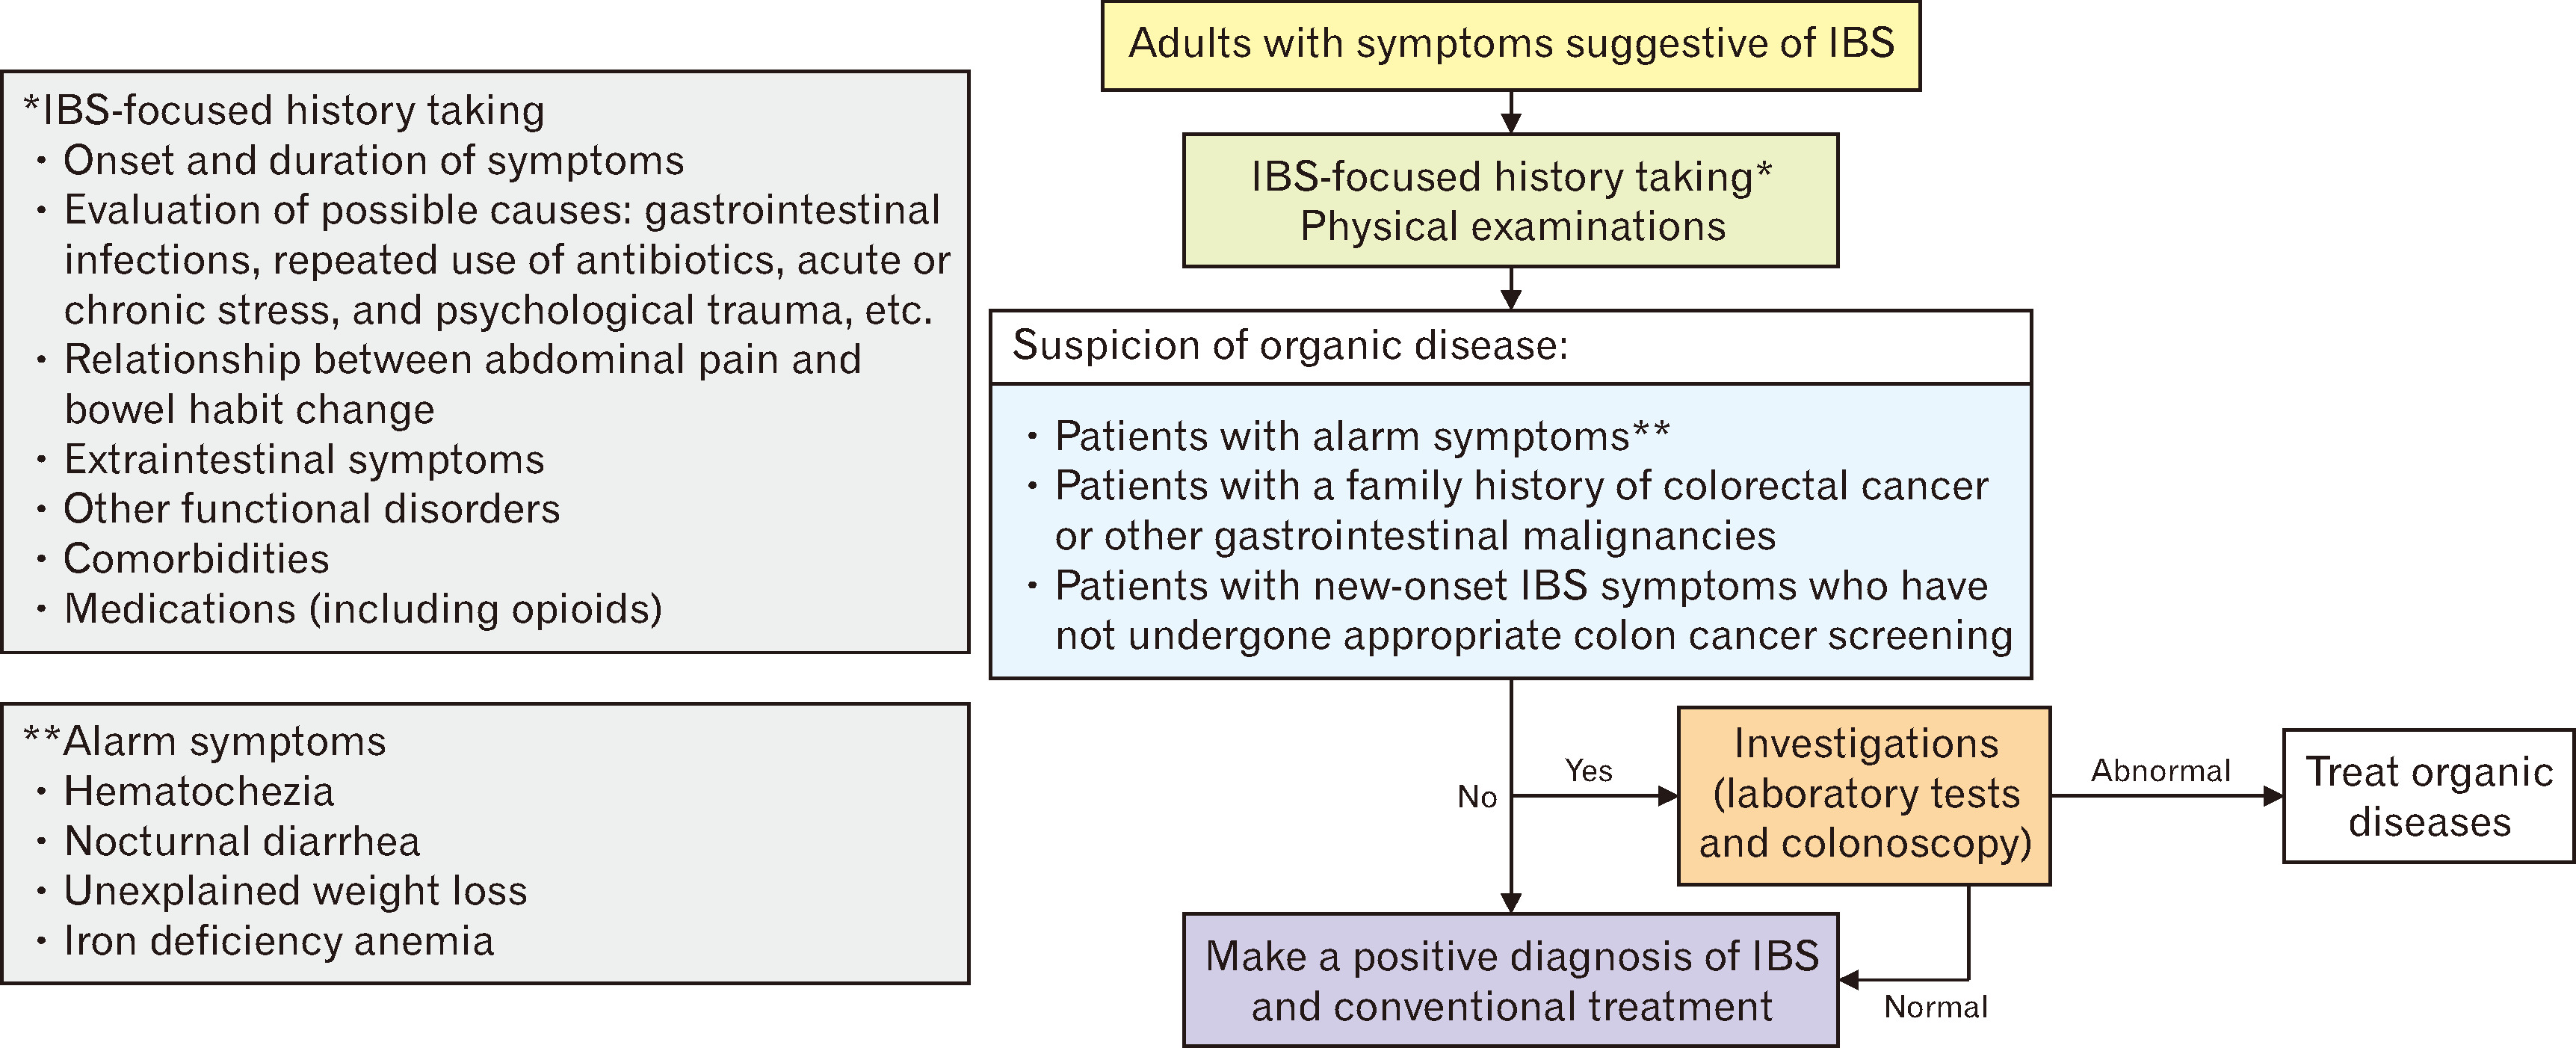 Adults with symptoms suggestive of IBS
IBS-focused history taking*
Physical examinations
Suspicion of organic disease:
· Patients with alarm symptoms**
· Patients with a family history of colorectal cancer
or other gastrointestinal malignancies
· Patients with new-onset IBS symptoms who have
not undergone appropriate colon cancer screening
No
Yes
Investigations
(laboratory tests
and colonoscopy)
Abnormal
Treat organic
diseases
Normal
Make a positive diagnosis of IBS
and conventional treatment
*IBS-focused history taking
· Onset and duration of symptoms
· Evaluation of possible causes: gastrointestinal
infections, repeated use of antibiotics, acute or
chronic stress, and psychological trauma, etc.
· Relationship between abdominal pain and
bowel habit change
· Extraintestinal symptoms
· Other functional disorders
· Comorbidities
· Medications (including opioids)
**Alarm symptoms
· Hematochezia
· Nocturnal diarrhea
· Unexplained weight loss
· Iron deficiency anemia